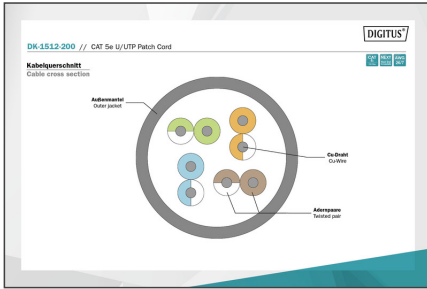 DIGITUS®
DK-1512-200 // CAT 5e U/UTP Patch Cord
Kabelquerschnitt
Cable cross section
Außenmantel
Outer jacket
Cu-Draht
Cu-Wire
Aderspaare
Twisted pair